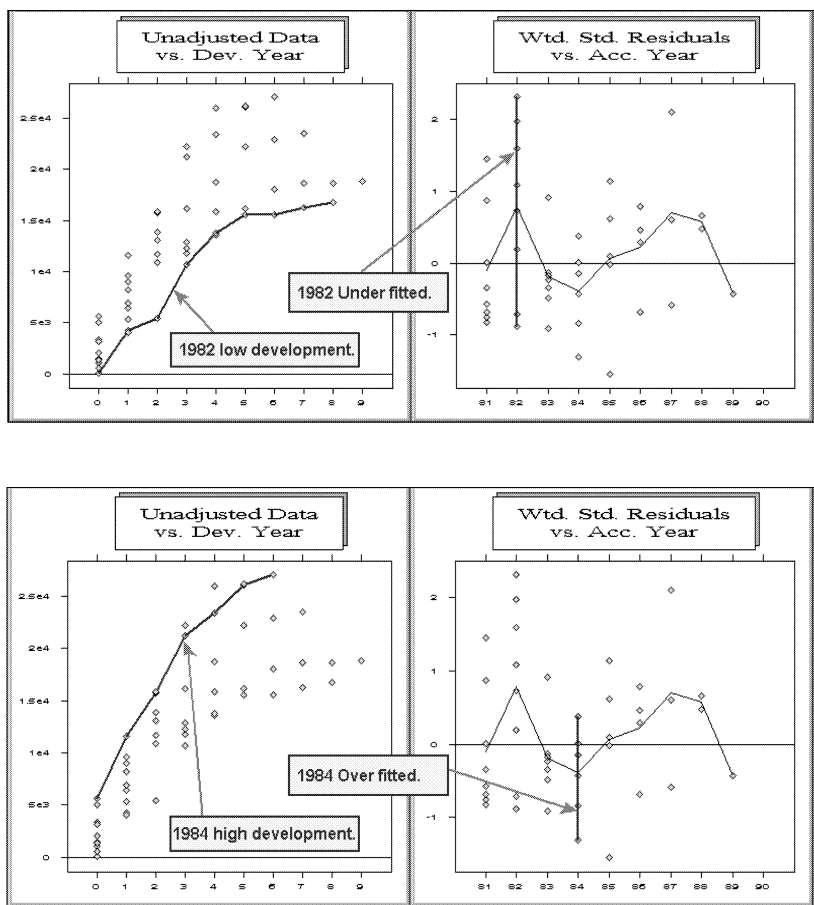 Unadjusted Data
vs. Dev. Year
2.5e4
2e4
1.5e4
1e4
5e3
0
0 1 2 3 4 5 6 7 8 9
1982 low development.
Wtd. Std. Residuals
vs. Acc. Year
2
1
0
-1
81 82 83 84 85 86 87 88 89 90
1982 Under fitted.
Unadjusted Data
vs. Dev. Year
2.5e4
2e4
1.5e4
1e4
5e3
0
0 1 2 3 4 5 6 7 8 9
1984 high development.
Wtd. Std. Residuals
vs. Acc. Year
2
1
0
-1
81 82 83 84 85 86 87 88 89 90
1984 Over fitted.